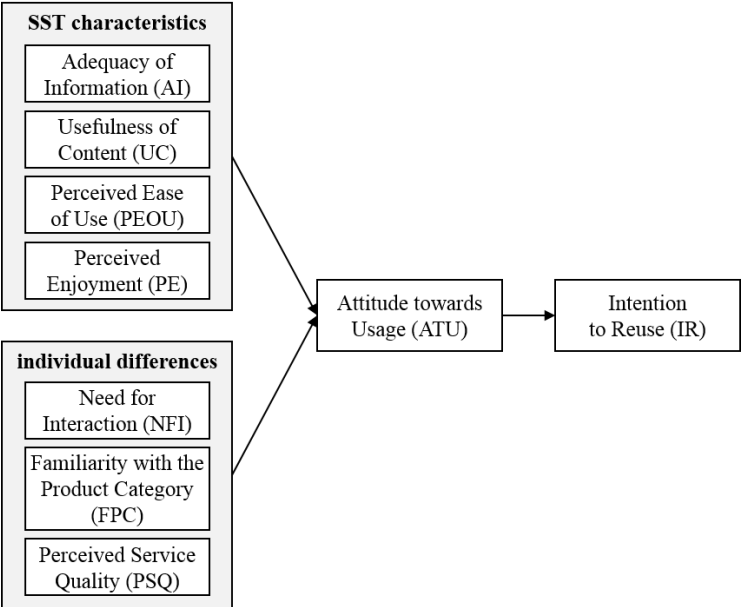 SST characteristics
Adequacy of
Information (AI)
Usefulness of
Content (UC)
Perceived Ease
of Use (PEOU)
Perceived
Enjoyment (PE)
Attitude towards
Usage (ATU)
Intention
to Reuse (IR)
individual differences
Need for
Interaction (NFI)
Familiarity with the
Product Category
(FPC)
Perceived Service
Quality (PSQ)